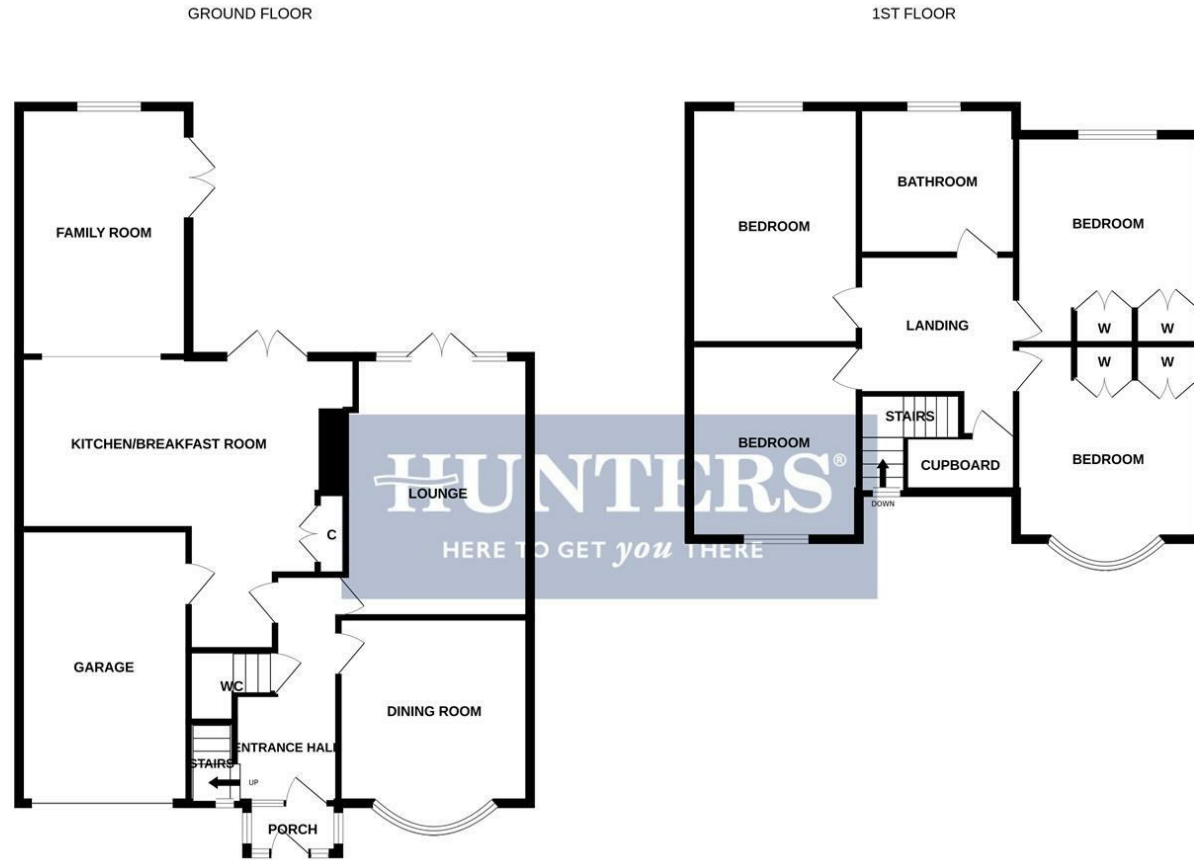 GROUND FLOOR
1ST FLOOR
FAMILY ROOM
KITCHEN/BREAKFAST ROOM
LOUNGE
C
GARAGE
WC
DINING ROOM
ENTRANCE HALL
STAIRS
UP
PORCH
BEDROOM
BATHROOM
BEDROOM
LANDING
W
W
W
W
STAIRS
BEDROOM
CUPBOARD
BEDROOM
DOWN
HUNTERS®
HERE TO GET you THERE